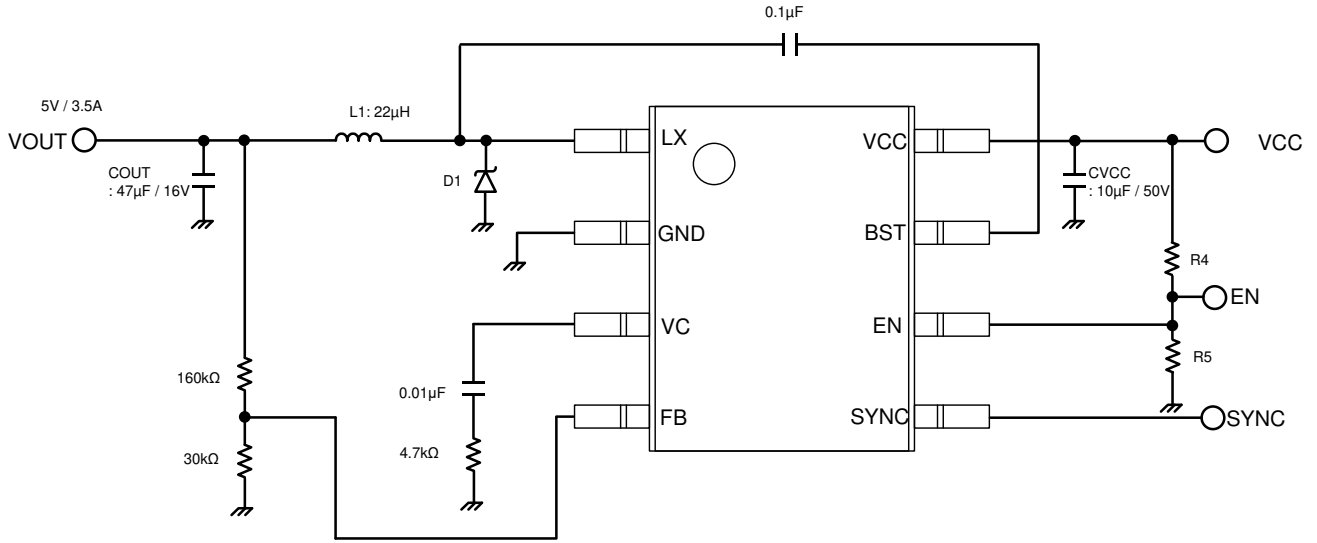 0.1µF
5V / 3.5A
L1: 22µH
VOUT
LX
VCC
VCC
COUT
: 47µF / 16V
D1
CVCC
: 10µF / 50V
GND
BST
R4
EN
VC
EN
R5
160kΩ
0.01µF
FB
SYNC
SYNC
30kΩ
4.7kΩ